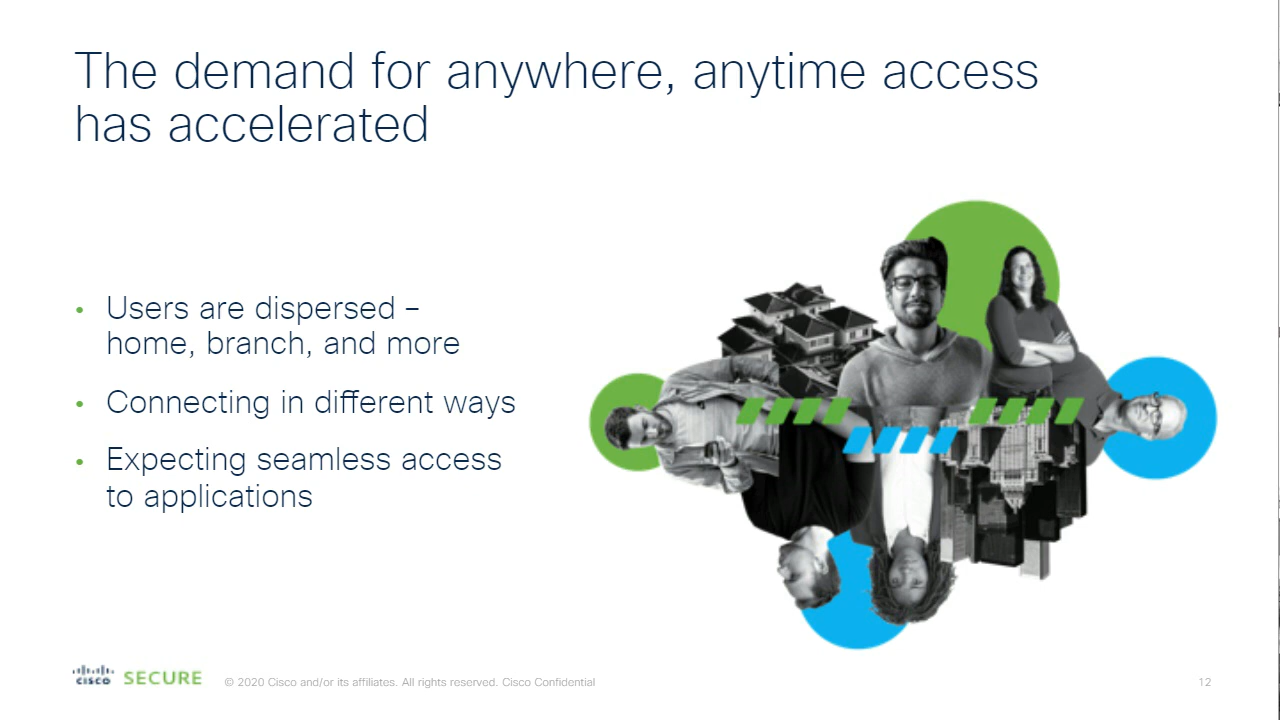 The demand for anywhere, anytime access
has accelerated
• Users are dispersed –
home, branch, and more
• Connecting in different ways
• Expecting seamless access
to applications
CISCO SECURE © 2020 Cisco and/or its affiliates. All rights reserved. Cisco Confidential 12